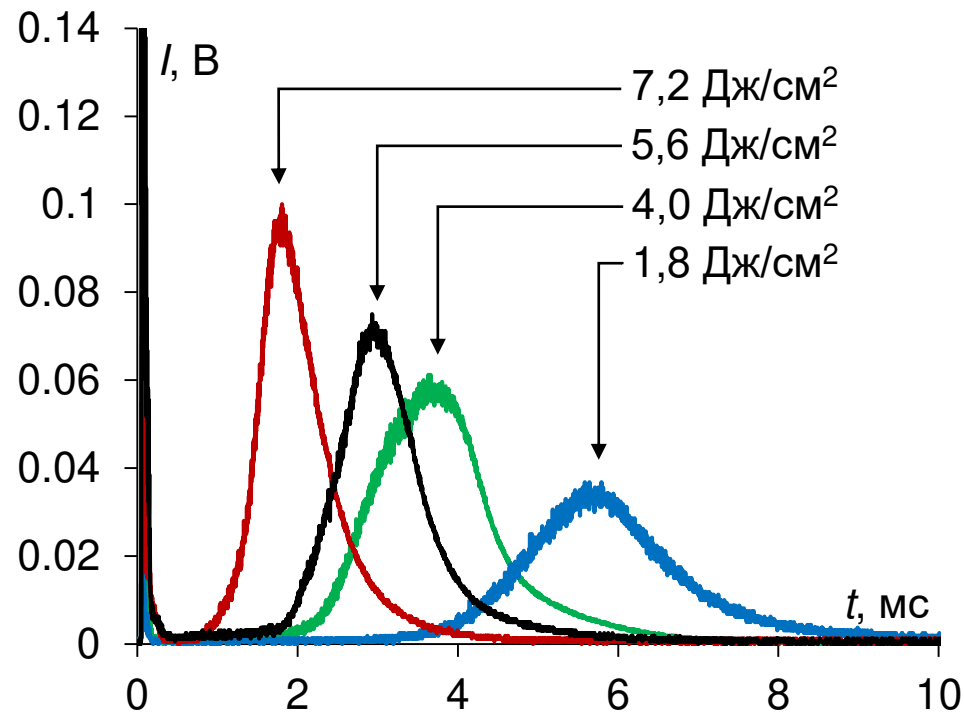 0.14
I, В
0.12
0.1
0.08
0.06
0.04
0.02
0
7,2 Дж/см²
5,6 Дж/см²
4,0 Дж/см²
1,8 Дж/см²
t, мс
0 2 4 6 8 10